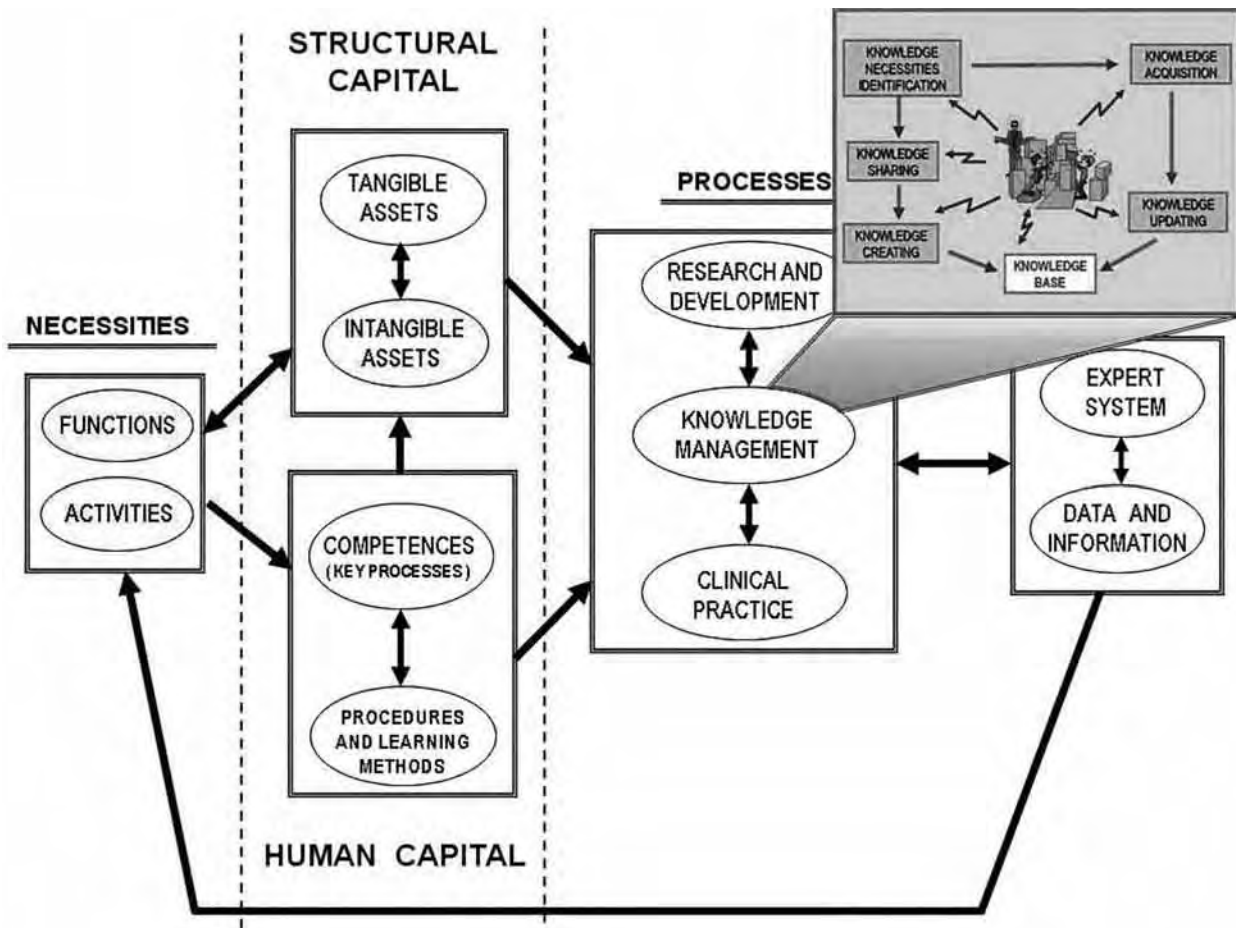 STRUCTURAL
CAPITAL
TANGIBLE
ASSETS
INTANGIBLE
ASSETS
NECESSITIES
FUNCTIONS
ACTIVITIES
COMPETENCES
(KEY PROCESSES)
PROCEDURES
AND LEARNING
METHODS
HUMAN CAPITAL
PROCESSES
RESEARCH AND
DEVELOPMENT
KNOWLEDGE
MANAGEMENT
CLINICAL
PRACTICE
KNOWLEDGE
NECESSITIES
IDENTIFICATION
KNOWLEDGE
ACQUISITION
KNOWLEDGE
SHARING
KNOWLEDGE
UPDATING
KNOWLEDGE
CREATING
KNOWLEDGE
BASE
EXPERT
SYSTEM
DATA AND
INFORMATION